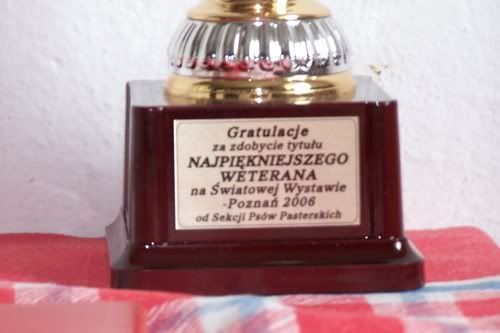 Gratulacje
za zdobycie tytułu
NAJPIĘKNIEJSZEGO
WETERANA
na Światowej Wystawie
-Poznań 2006
od Sekcji Psów Pasterskich